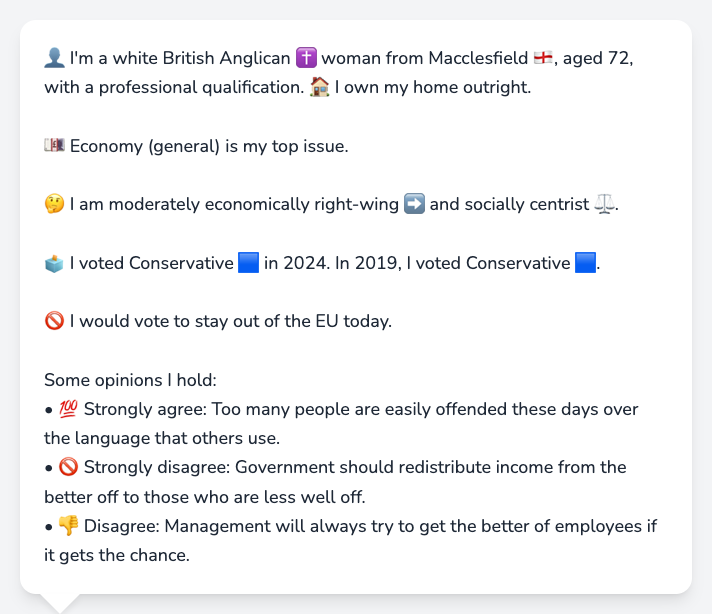 👤 I'm a white British Anglican ✝️ woman from Macclesfield 🏴󠁧󠁢󠁥󠁮󠁧󠁿, aged 72,
with a professional qualification. 🏠 I own my home outright.
💷 Economy (general) is my top issue.
🤔 I am moderately economically right-wing ➡️ and socially centrist ⚖️.
🗳️ I voted Conservative 🟦 in 2024. In 2019, I voted Conservative 🟦.
🚫 I would vote to stay out of the EU today.
Some opinions I hold:
• 💯 Strongly agree: Too many people are easily offended these days over
the language that others use.
• 🚫 Strongly disagree: Government should redistribute income from the
better off to those who are less well off.
• 👎 Disagree: Management will always try to get the better of employees if
it gets the chance.